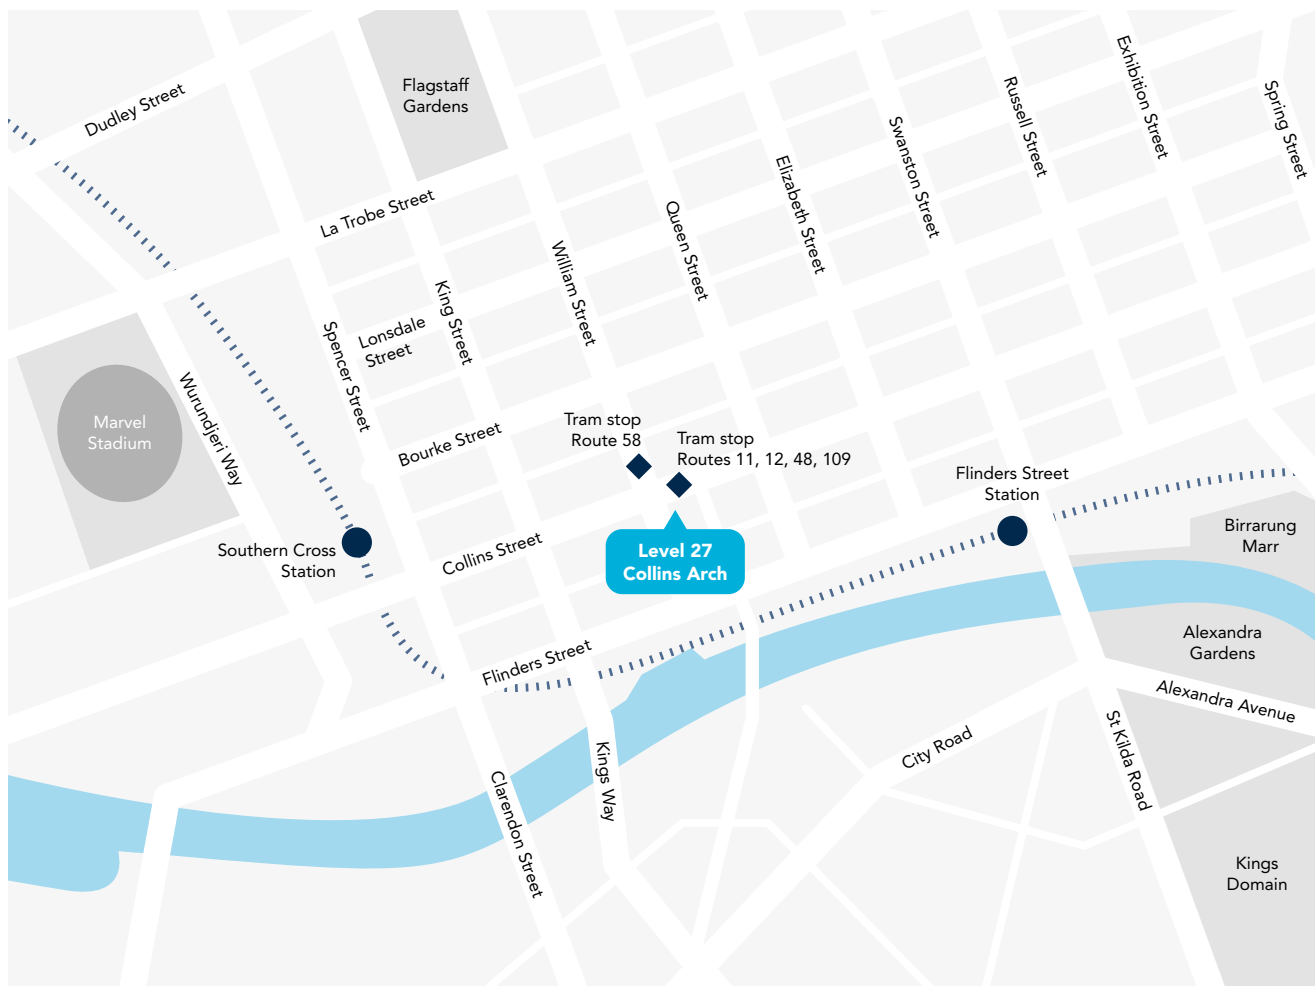 Flagstaff
Gardens
Dudley Street
Exhibition Street
Russell Street
Spring Street
Swanston Street
Elizabeth Street
Queen Street
La Trobe Street
William Street
King Street
Lonsdale
Street
Spencer Street
Wurundjeri Way
Marvel
Stadium
Bourke Street
Tram stop
Route 58
Tram stop
Routes 11, 12, 48, 109
Flinders Street
Station
Birrarung
Marr
Southern Cross
Station
Collins Street
Level 27
Collins Arch
Flinders Street
Alexandra
Gardens
Alexandra Avenue
St Kilda Road
City Road
Kings Way
Clarendon Street
Kings
Domain